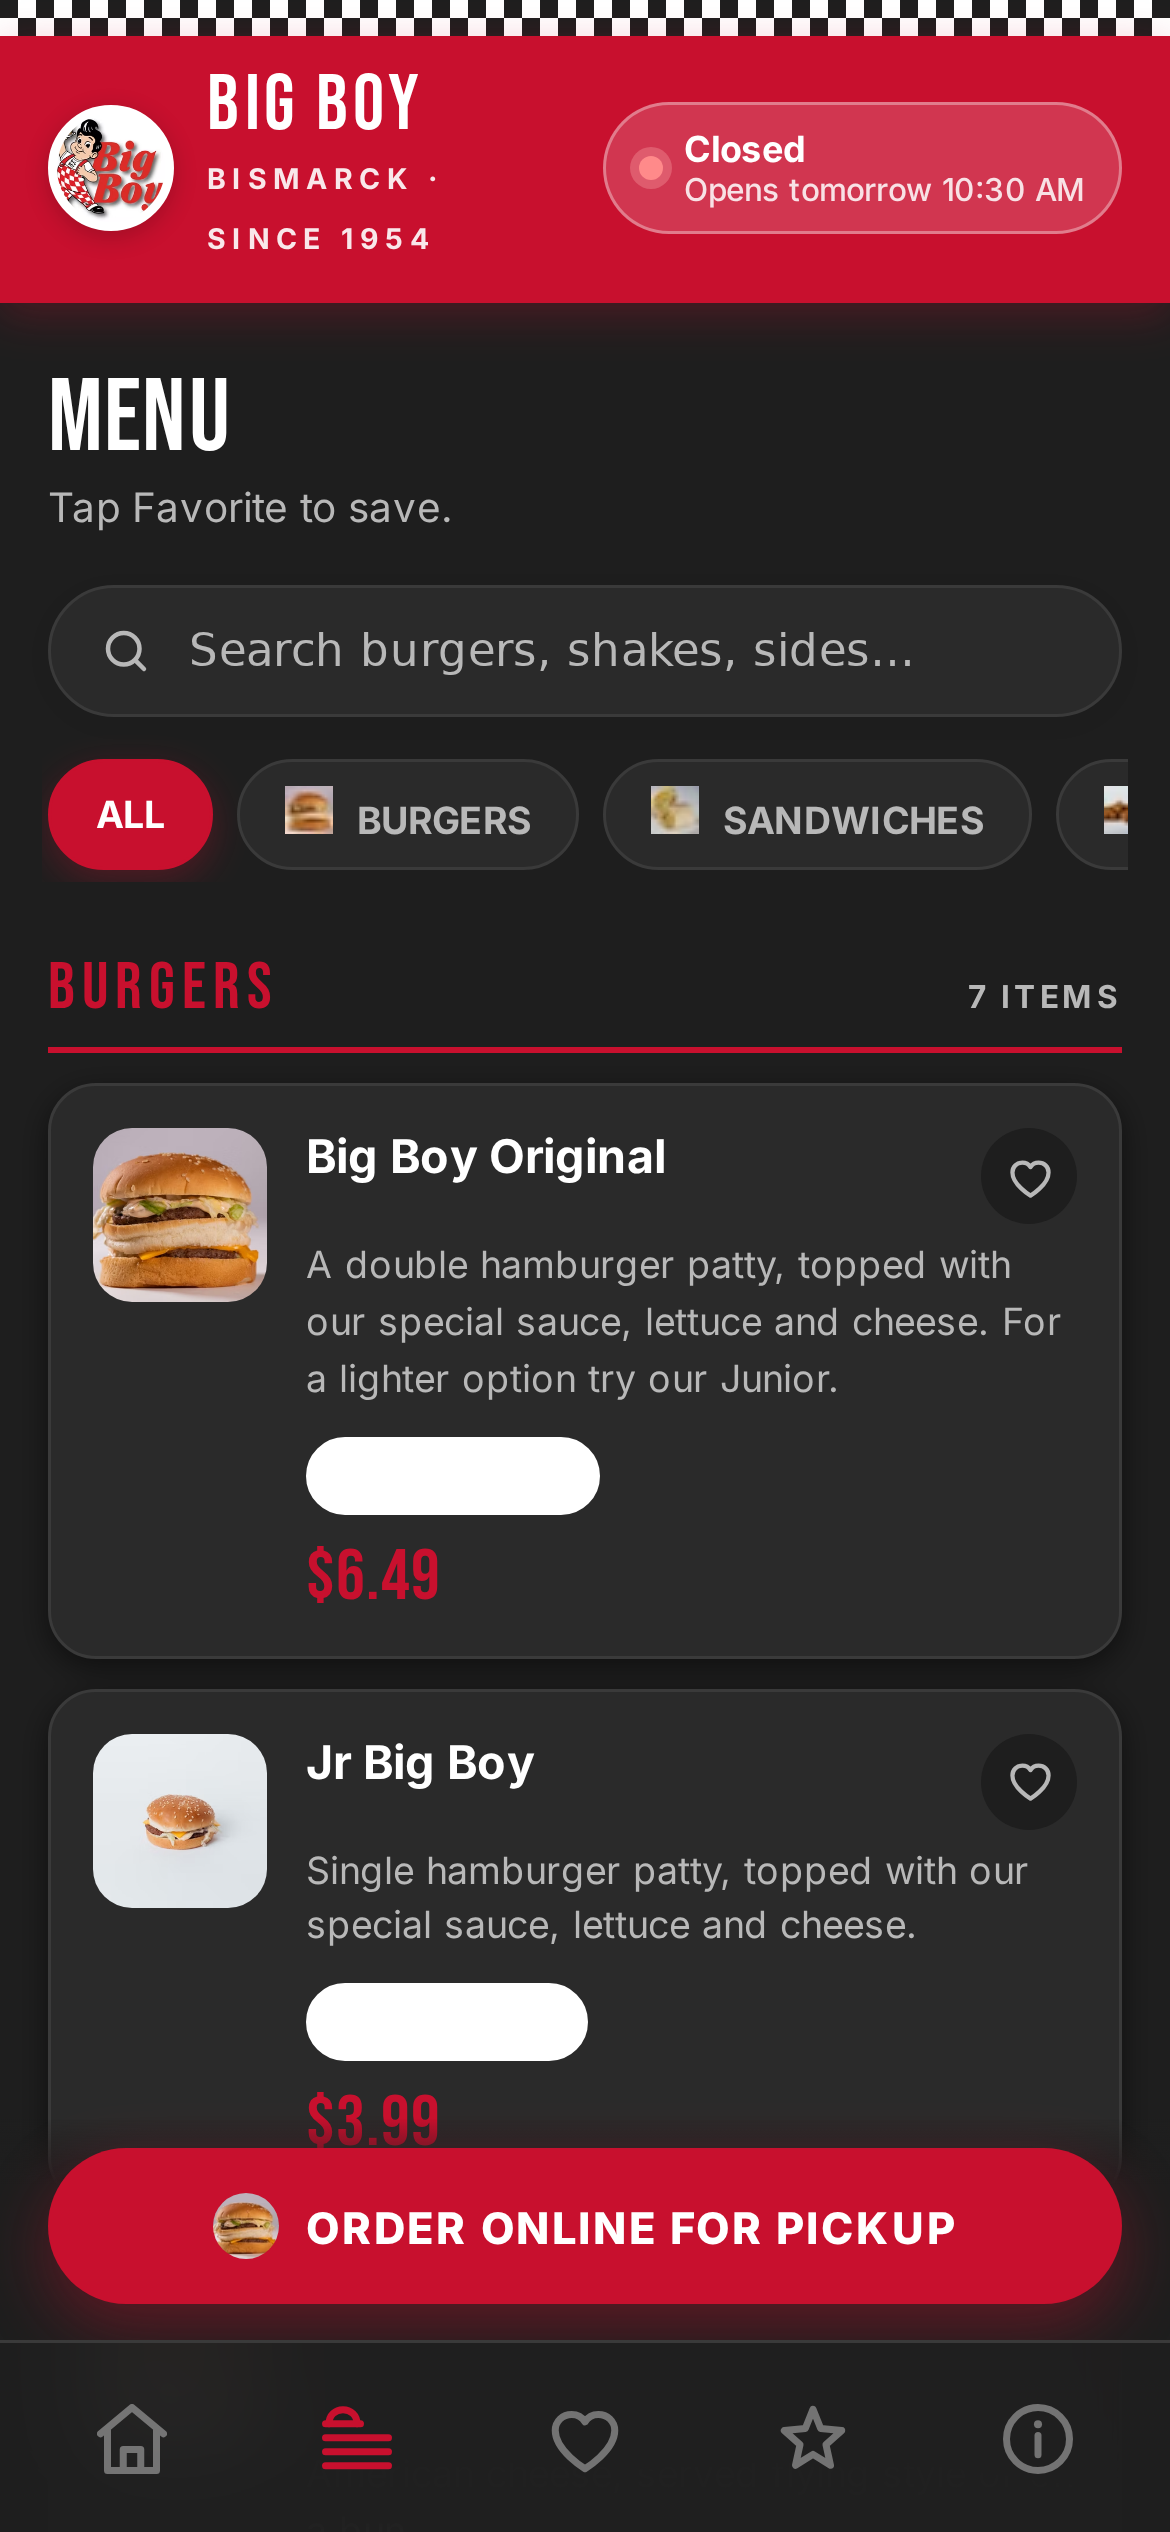 BIG BOY
BISMARCK ·
SINCE 1954
Big
Boy
Closed
Opens tomorrow 10:30 AM
MENU
Tap Favorite to save.
Search burgers, shakes, sides...
ALL
BURGERS
SANDWICHES
BURGERS
7 ITEMS
Big Boy Original
A double hamburger patty, topped with
our special sauce, lettuce and cheese. For
a lighter option try our Junior.
$6.49
Jr Big Boy
Single hamburger patty, topped with our
special sauce, lettuce and cheese.
$3.99
ORDER ONLINE FOR PICKUP